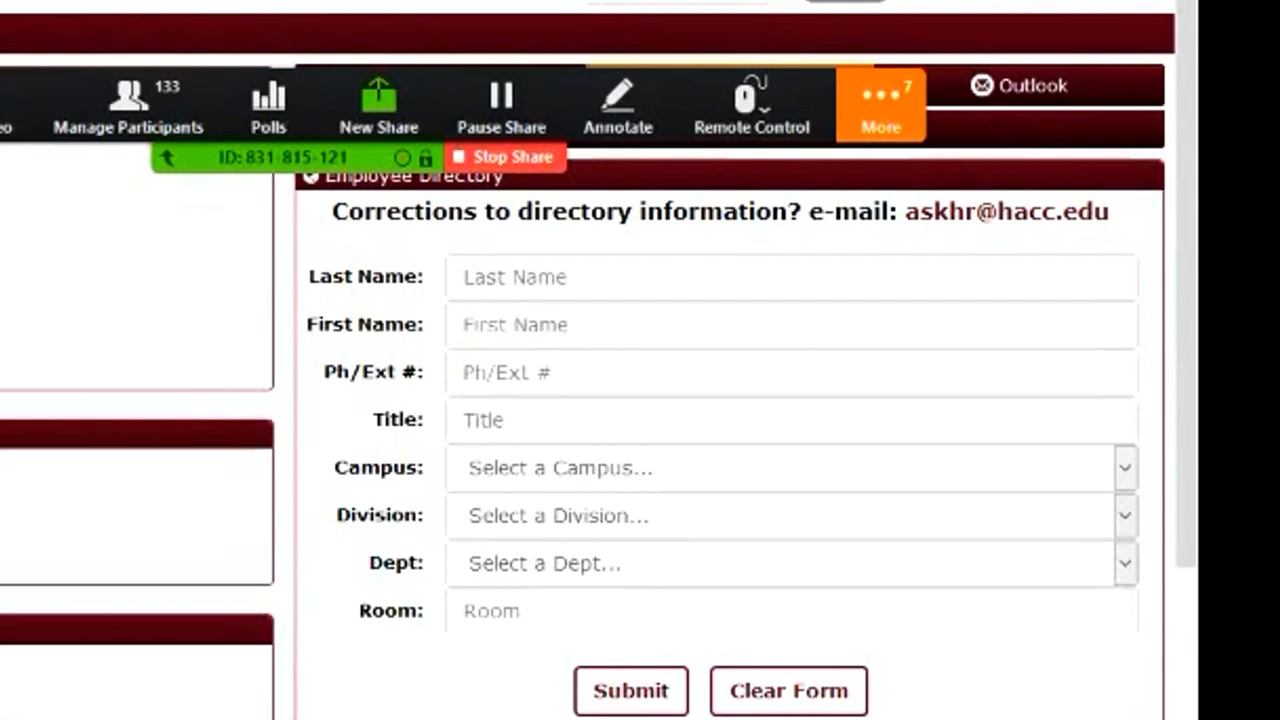 133
7
eo Manage Participants Polls New Share Pause Share Annotate Remote Control More
Outlook
ID: 831-815-121 Stop Share
Employee Directory
Corrections to directory information? e-mail: askhr@hacc.edu
Last Name: Last Name
First Name: First Name
Ph/Ext #: Ph/Ext #
Title: Title
Campus: Select a Campus...
Division: Select a Division...
Dept: Select a Dept...
Room: Room
Submit Clear Form